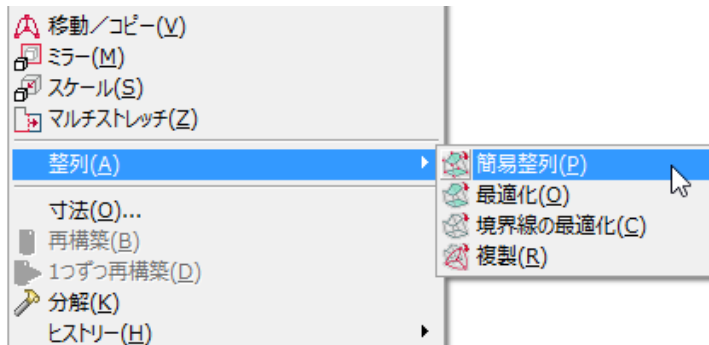 移動／コピー(V)
ミラー(M)
スケール(S)
マルチストレッチ(Z)
整列(A)
簡易整列(P)
最適化(O)
境界線の最適化(C)
複製(R)
寸法(O)...
再構築(B)
1つずつ再構築(D)
分解(K)
ヒストリー(H)